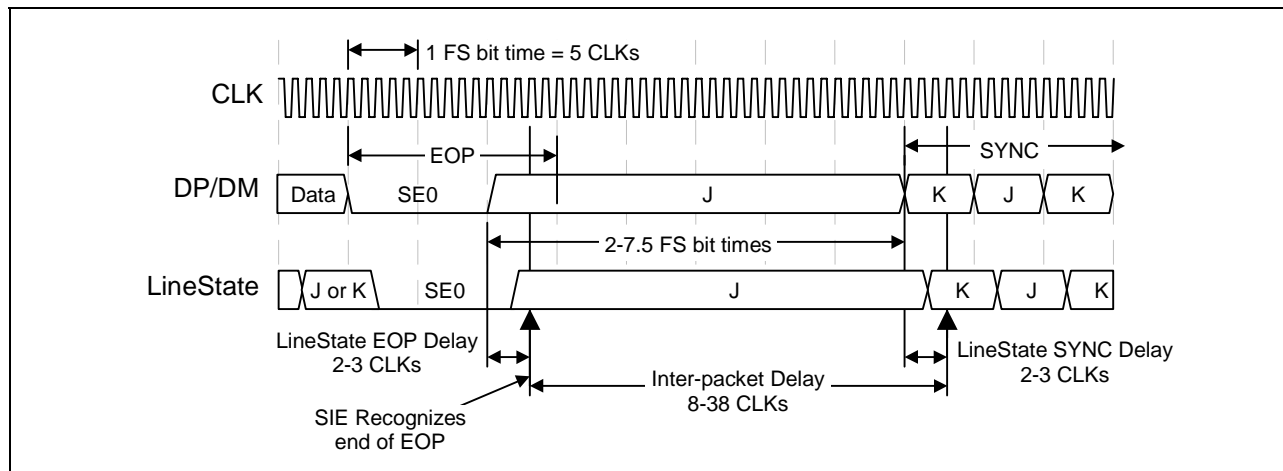 1 FS bit time = 5 CLKs
CLK
EOP
SYNC
DP/DM
Data
SE0
J
K
J
K
2-7.5 FS bit times
LineState
J or K
SE0
J
K
J
K
LineState EOP Delay
2-3 CLKs
LineState SYNC Delay
2-3 CLKs
Inter-packet Delay
8-38 CLKs
SIE Recognizes
end of EOP